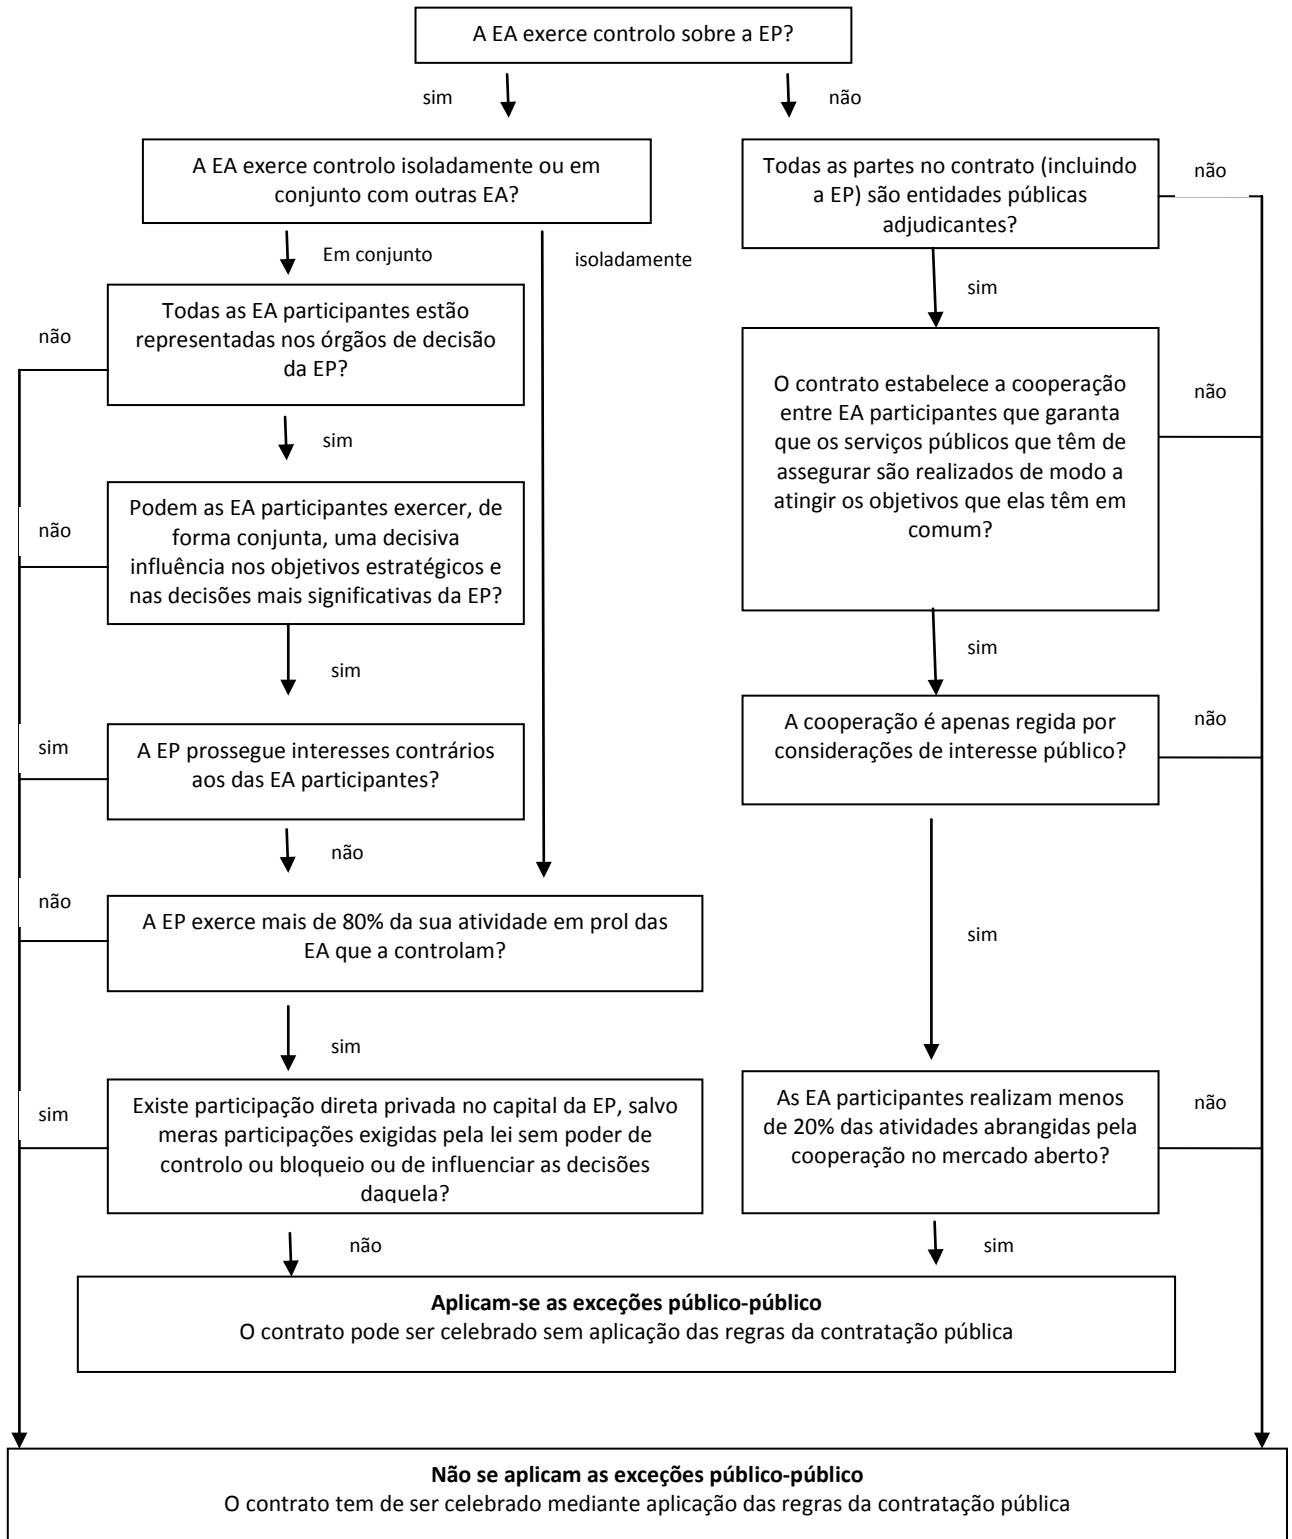 A EA exerce controlo sobre a EP?
sim
não
A EA exerce controlo isoladamente ou em
conjunto com outras EA?
Todas as partes no contrato (incluindo
a EP) são entidades públicas
adjudicantes?
não
Em conjunto
isoladamente
sim
Todas as EA participantes estão
representadas nos órgãos de decisão
da EP?
não
sim
O contrato estabelece a cooperação
entre EA participantes que garanta
que os serviços públicos que têm de
assegurar são realizados de modo a
atingir os objetivos que elas têm em
comum?
não
Podem as EA participantes exercer, de
forma conjunta, uma decisiva
influência nos objetivos estratégicos e
nas decisões mais significativas da EP?
não
sim
sim
A EP prossegue interesses contrários
aos das EA participantes?
sim
A cooperação é apenas regida por
considerações de interesse público?
não
não
A EP exerce mais de 80% da sua atividade em prol das
EA que a controlam?
não
sim
sim
Existe participação direta privada no capital da EP, salvo
meras participações exigidas pela lei sem poder de
controlo ou bloqueio ou de influenciar as decisões
daquela?
sim
As EA participantes realizam menos
de 20% das atividades abrangidas pela
cooperação no mercado aberto?
não
não
sim
Aplicam-se as exceções público-público
O contrato pode ser celebrado sem aplicação das regras da contratação pública
Não se aplicam as exceções público-público
O contrato tem de ser celebrado mediante aplicação das regras da contratação pública